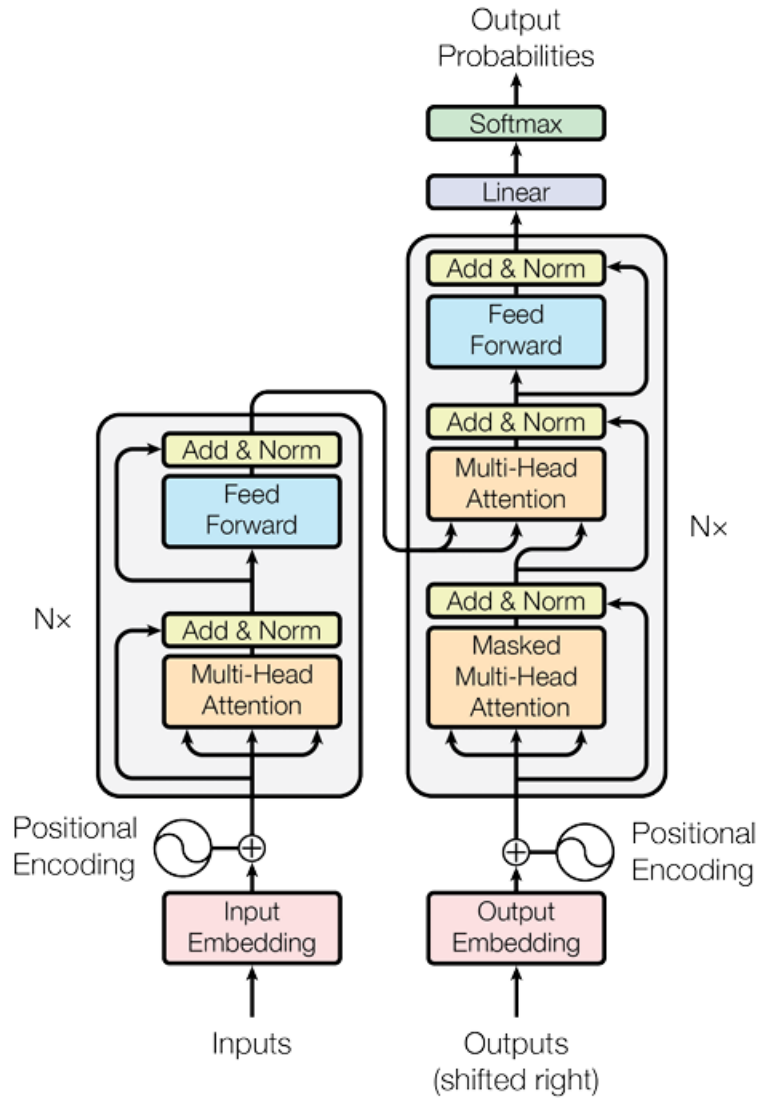 Output
Probabilities
Softmax
Linear
Add & Norm
Feed
Forward
Add & Norm
Multi-Head
Attention
Add & Norm
Masked
Multi-Head
Attention
Nx
Positional
Encoding
Output
Embedding
Outputs
(shifted right)
Add & Norm
Feed
Forward
Add & Norm
Multi-Head
Attention
Nx
Positional
Encoding
Input
Embedding
Inputs